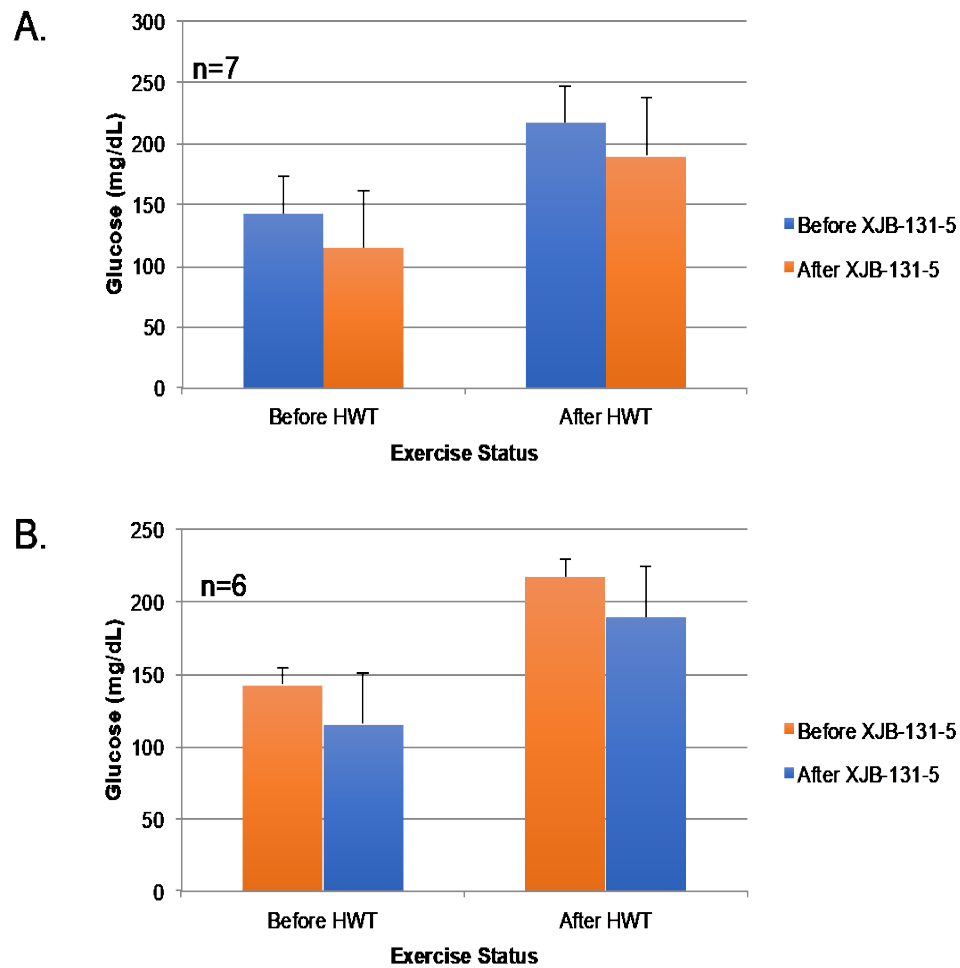 A.
300
n=7
250
200
150
100
50
0
Glucose (mg/dL)
Before HWT
After HWT
Exercise Status
Before XJB-131-5
After XJB-131-5
B.
250
n=6
200
150
100
50
0
Glucose (mg/dL)
Before HWT
After HWT
Exercise Status
Before XJB-131-5
After XJB-131-5